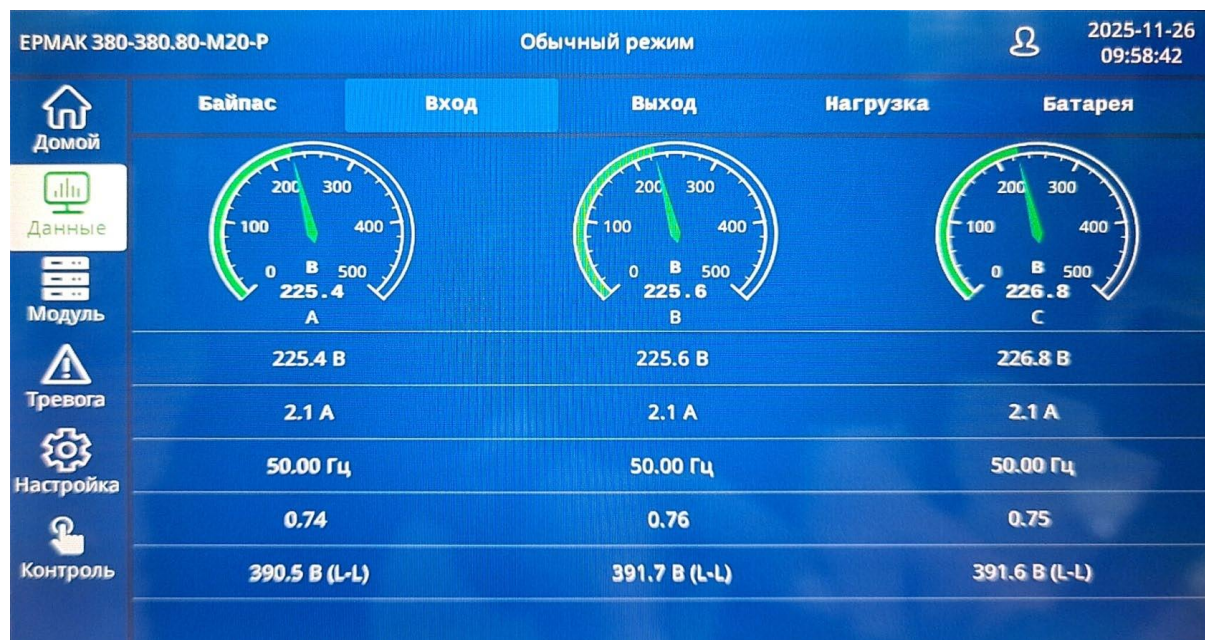 ЕРМАК 380-380.80-М20-Р Обычный режим 2025-11-26
09:58:42
Домой
Данные
Модуль
Тревога
Настройка
Контроль
Байпас Вход Выход Нагрузка Батарея
200 300 200 300 200 300
100 400 100 400 100 400
0 В 500 0 В 500 0 В 500
225.4 225.6 226.8
A B C
225.4 В 225.6 В 226.8 В
2.1 А 2.1 А 2.1 А
50.00 Гц 50.00 Гц 50.00 Гц
0.74 0.76 0.75
390.5 В (L-L) 391.7 В (L-L) 391.6 В (L-L)